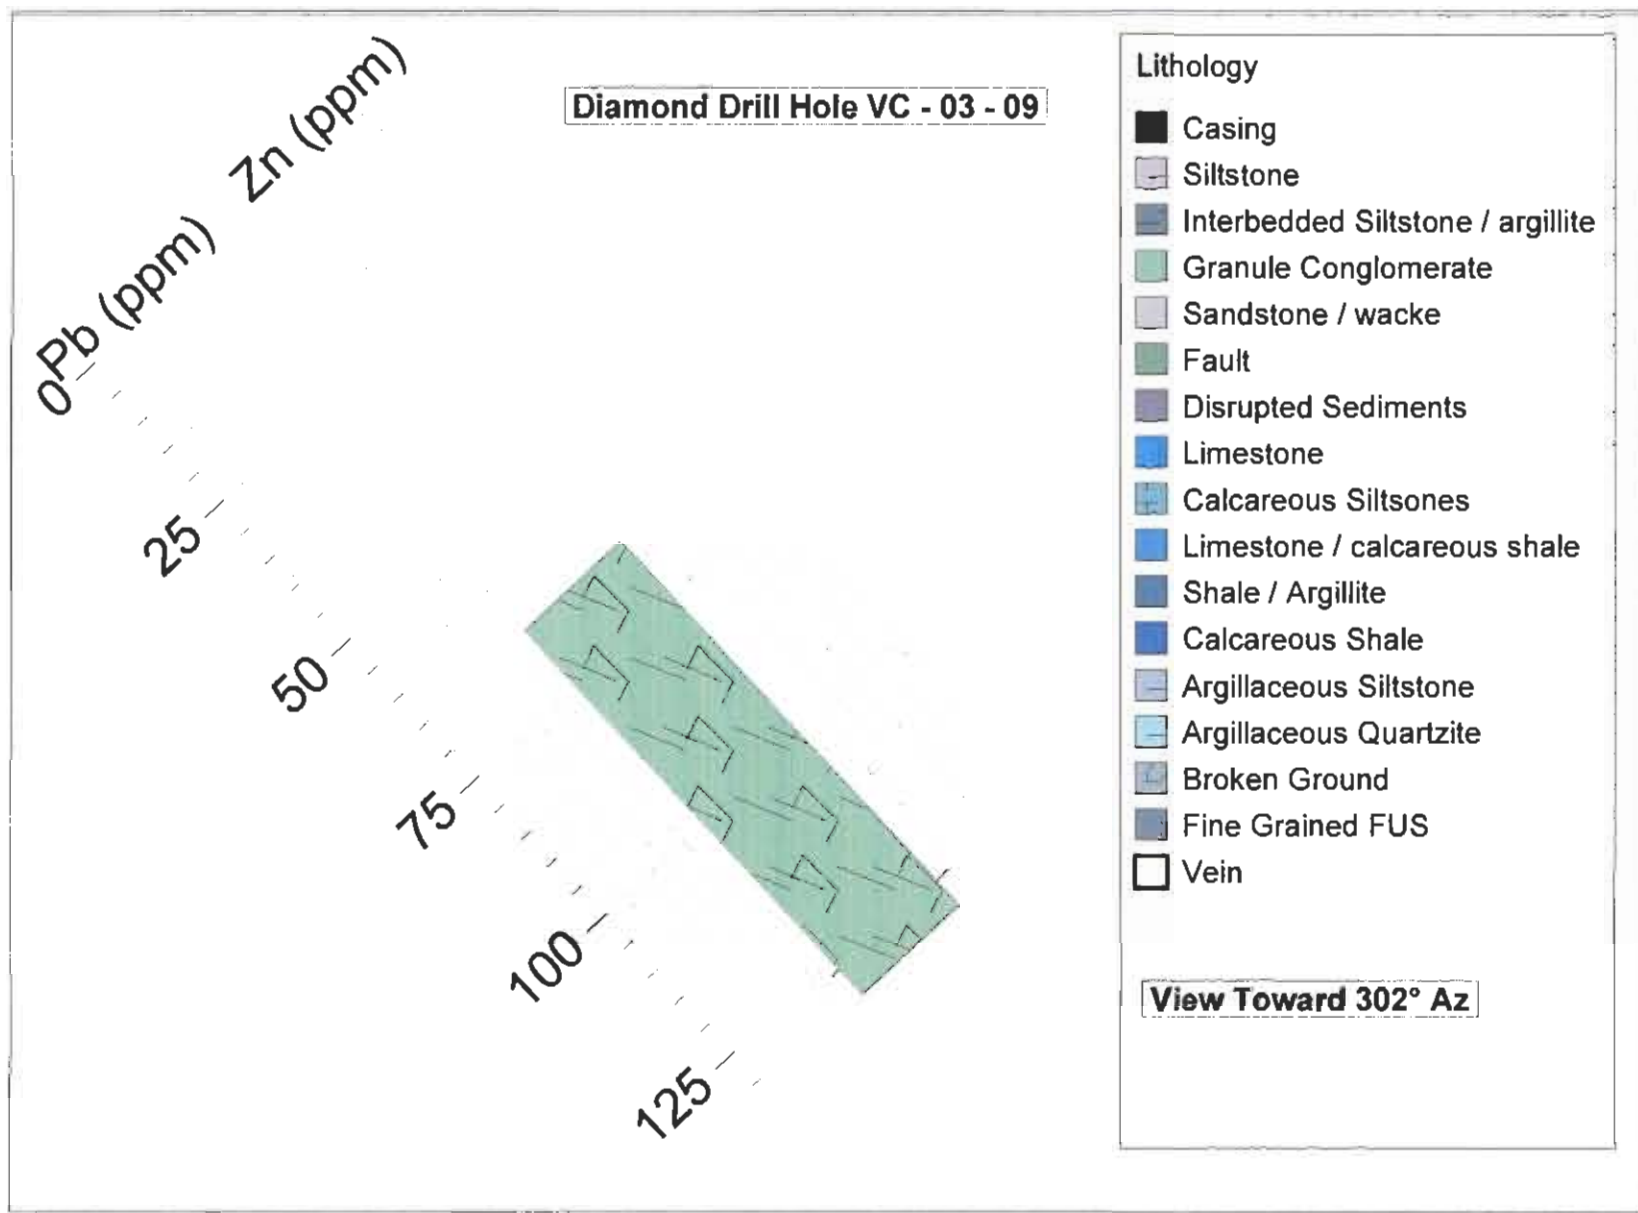 Diamond Drill Hole VC - 03 - 09
Zn (ppm)
Pb (ppm)
0
25
50
75
100
125
Lithology
Casing
Siltstone
Interbedded Siltstone / argillite
Granule Conglomerate
Sandstone / wacke
Fault
Disrupted Sediments
Limestone
Calcareous Siltsones
Limestone / calcareous shale
Shale / Argillite
Calcareous Shale
Argillaceous Siltstone
Argillaceous Quartzite
Broken Ground
Fine Grained FUS
Vein
View Toward 302° Az